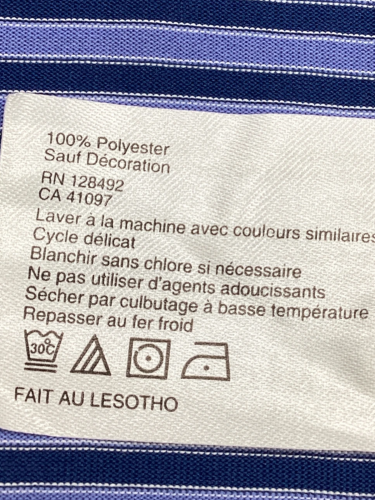 100% Polyester
Sauf Décoration
RN 128492
CA 41097
Laver à la machine avec couleurs similaires
Cycle délicat
Blanchir sans chlore si nécessaire
Ne pas utiliser d'agents adoucissants
Sécher par culbutage à basse température
Repasser au fer froid
30C
FAIT AU LESOTHO